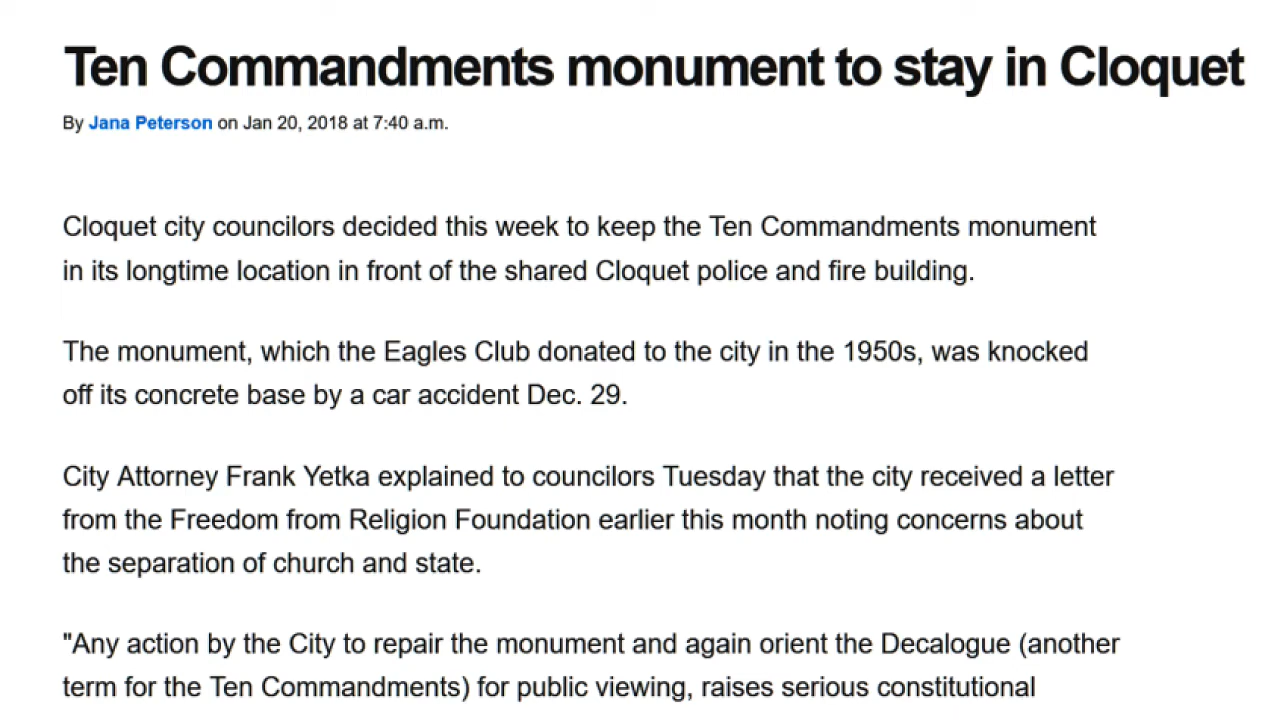 Ten Commandments monument to stay in Cloquet
By Jana Peterson on Jan 20, 2018 at 7:40 a.m.
Cloquet city councilors decided this week to keep the Ten Commandments monument
in its longtime location in front of the shared Cloquet police and fire building.
The monument, which the Eagles Club donated to the city in the 1950s, was knocked
off its concrete base by a car accident Dec. 29.
City Attorney Frank Yetka explained to councilors Tuesday that the city received a letter
from the Freedom from Religion Foundation earlier this month noting concerns about
the separation of church and state.
"Any action by the City to repair the monument and again orient the Decalogue (another
term for the Ten Commandments) for public viewing, raises serious constitutional